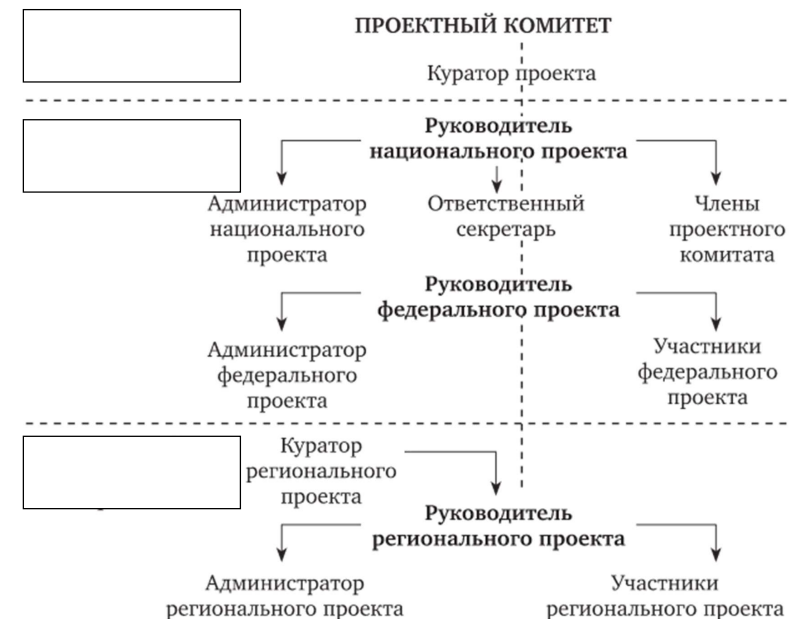 ПРОЕКТНЫЙ КОМИТЕТ
Куратор проекта
Руководитель
национального проекта
Администратор
национального
проекта
Ответственный
секретарь
Члены
проектного
комитата
Руководитель
федерального проекта
Администратор
федерального
проекта
Участники
федерального
проекта
Куратор
регионального
проекта
Руководитель
регионального проекта
Администратор
регионального проекта
Участники
регионального проекта